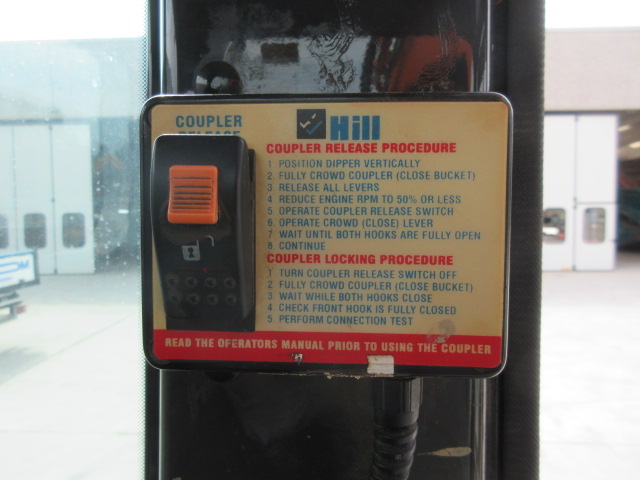 COUPLER
RELEASE
Hill
COUPLER RELEASE PROCEDURE
1 POSITION DIPPER VERTICALLY
2. FULLY CROWD COUPLER (CLOSE BUCKET)
3 RELEASE ALL LEVERS
4 REDUCE ENGINE RPM TO 50% OR LESS
5 OPERATE COUPLER RELEASE SWITCH
6. OPERATE CROWD (CLOSE) LEVER
7 WAIT UNTIL BOTH HOOKS ARE FULLY OPEN
8 CONTINUE
COUPLER LOCKING PROCEDURE
1 TURN COUPLER RELEASE SWITCH OFF
2 FULLY CROWD COUPLER (CLOSE BUCKET)
3 WAIT WHILE BOTH HOOKS CLOSE
4. CHECK FRONT HOOK IS FULLY CLOSED
5. PERFORM CONNECTION TEST
READ THE OPERATORS MANUAL PRIOR TO USING THE COUPLER